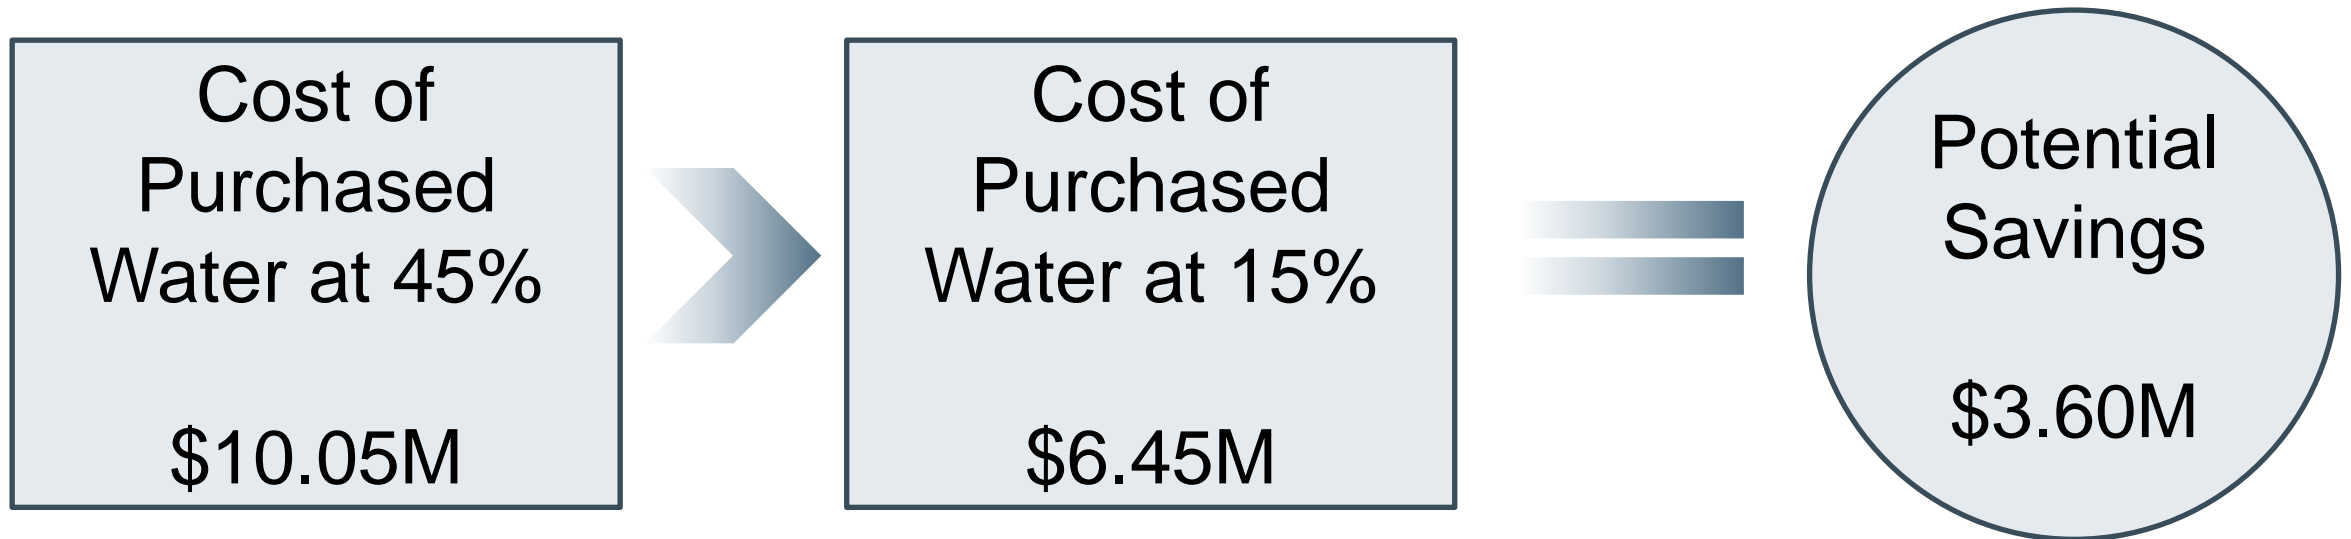 Cost of
Purchased
Water at 45%
$10.05M
Cost of
Purchased
Water at 15%
$6.45M
Potential
Savings
$3.60M